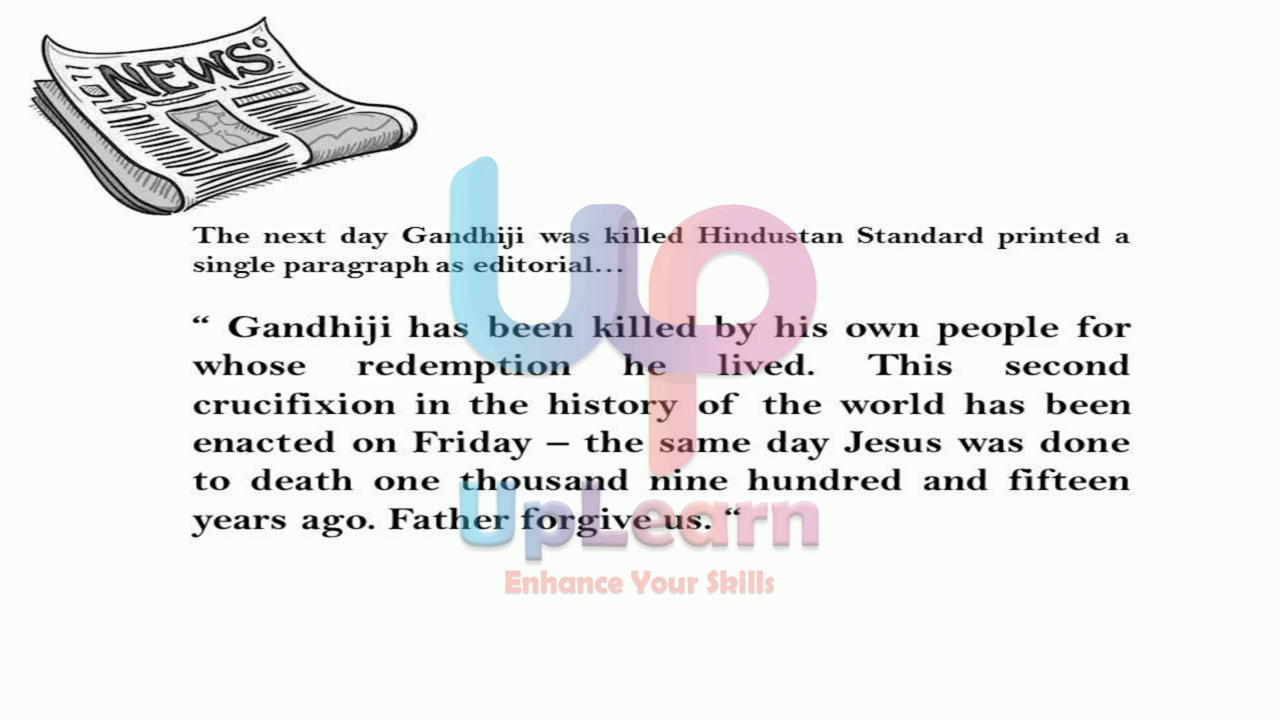 NEWS
The next day Gandhiji was killed Hindustan Standard printed a
single paragraph as editorial...
“ Gandhiji has been killed by his own people for
whose redemption he lived. This second
crucifixion in the history of the world has been
enacted on Friday – the same day Jesus was done
to death one thousand nine hundred and fifteen
years ago. Father forgive us. “
up
UpLearn
Enhance Your Skills